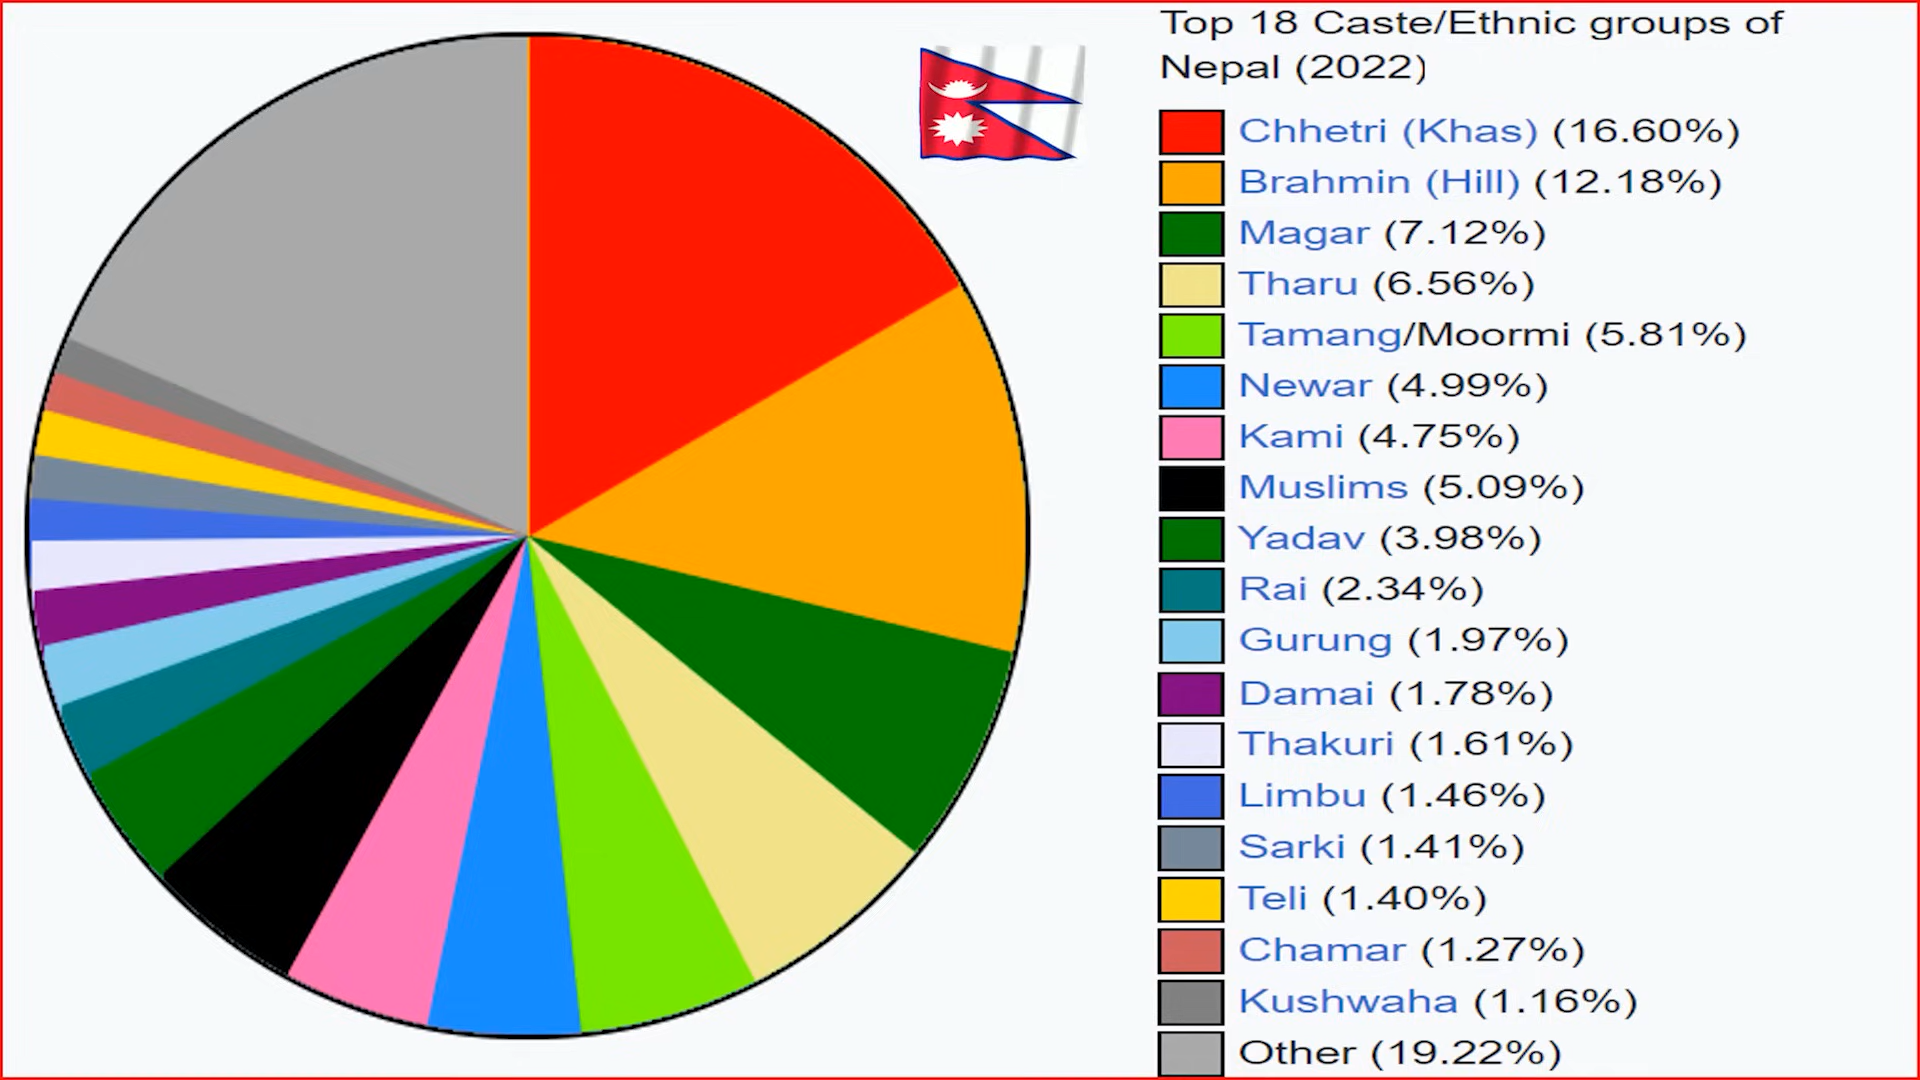 Top 18 Caste/Ethnic groups of
Nepal (2022)
Chhetri (Khas) (16.60%)
Brahmin (Hill) (12.18%)
Magar (7.12%)
Tharu (6.56%)
Tamang/Moormi (5.81%)
Newar (4.99%)
Kami (4.75%)
Muslims (5.09%)
Yadav (3.98%)
Rai (2.34%)
Gurung (1.97%)
Damai (1.78%)
Thakuri (1.61%)
Limbu (1.46%)
Sarki (1.41%)
Teli (1.40%)
Chamar (1.27%)
Kushwaha (1.16%)
Other (19.22%)